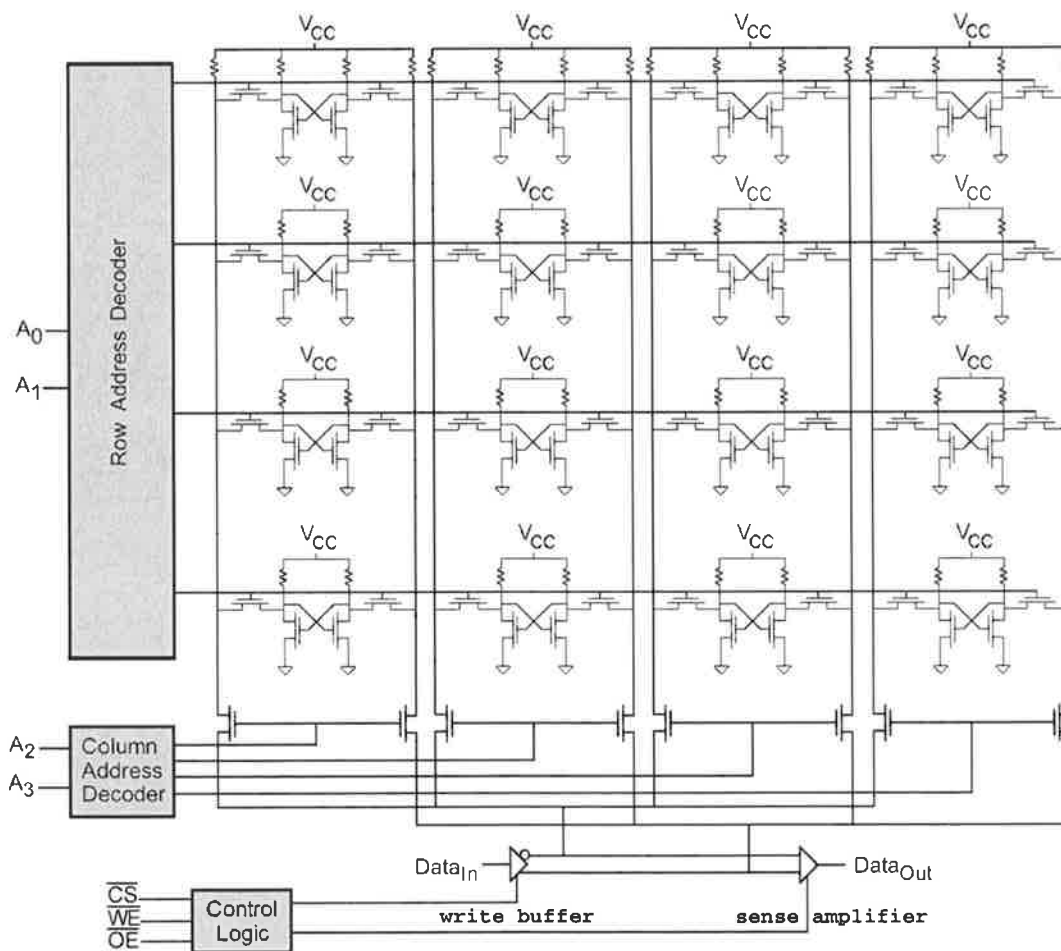 VCC VCC VCC VCC
Row Address Decoder
VCC VCC VCC VCC
A0
A1
VCC VCC VCC VCC
VCC VCC VCC VCC
A2
A3
Column
Address
Decoder
DataIn
DataOut
write buffer
sense amplifier
CS
WE
OE
Control
Logic